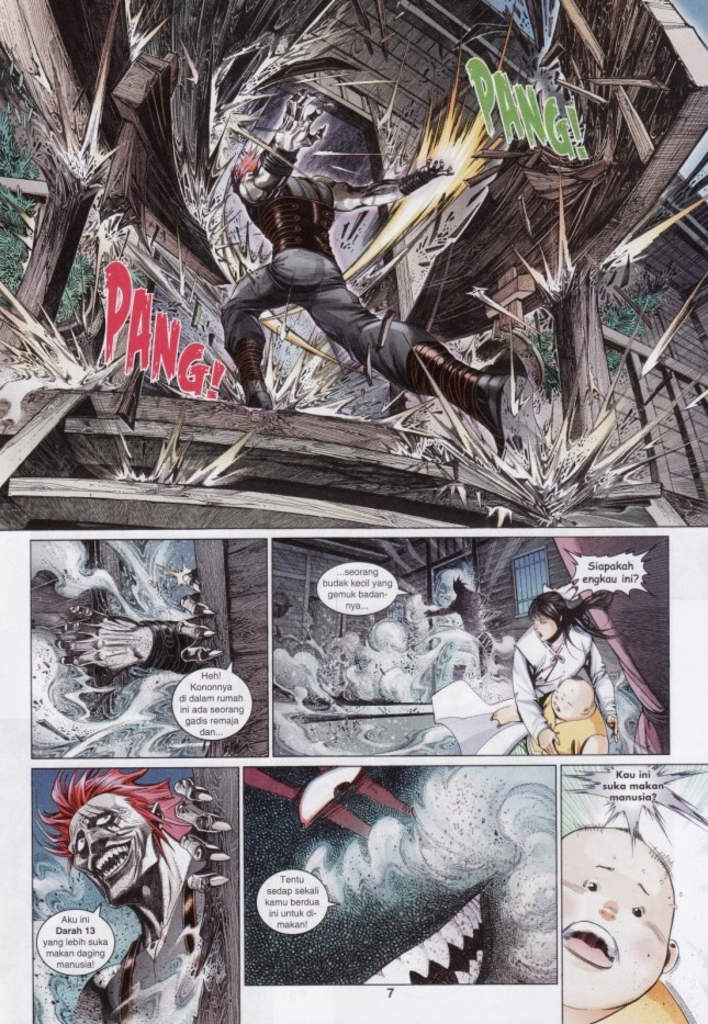 PANG!
PANG!
Heh!
Kononnya
di dalam rumah
ini ada seorang
gadis remaja
dan...
...seorang
budak kecil yang
gemuk badan-
nya...
Siapakah
engkau ini?
Aku ini
Darah 13
yang lebih suka
makan daging
manusia!
Tentu
sedap sekali
kamu berdua
ini untuk di-
makan!
Kau ini
suka makan
manusia?
7